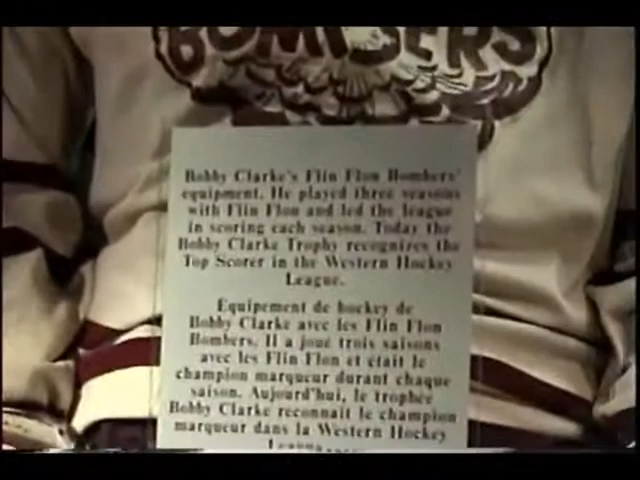 BOMBERS
Bobby Clarke's Flin Flon Bombers'
equipment. He played three seasons
with Flin Flon and led the league
in scoring each season. Today the
Bobby Clarke Trophy recognizes the
Top Scorer in the Western Hockey
League.
Équipement de hockey de
Bobby Clarke avec les Flin Flon
Bombers. Il a joué trois saisons
avec les Flin Flon et était le
champion marqueur durant chaque
saison. Aujourd'hui, le trophée
Bobby Clarke reconnait le champion
marqueur dans la Western Hockey